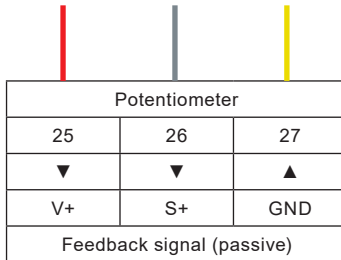 Potentiometer
25 26 27
▼ ▼ ▲
V+ S+ GND
Feedback signal (passive)